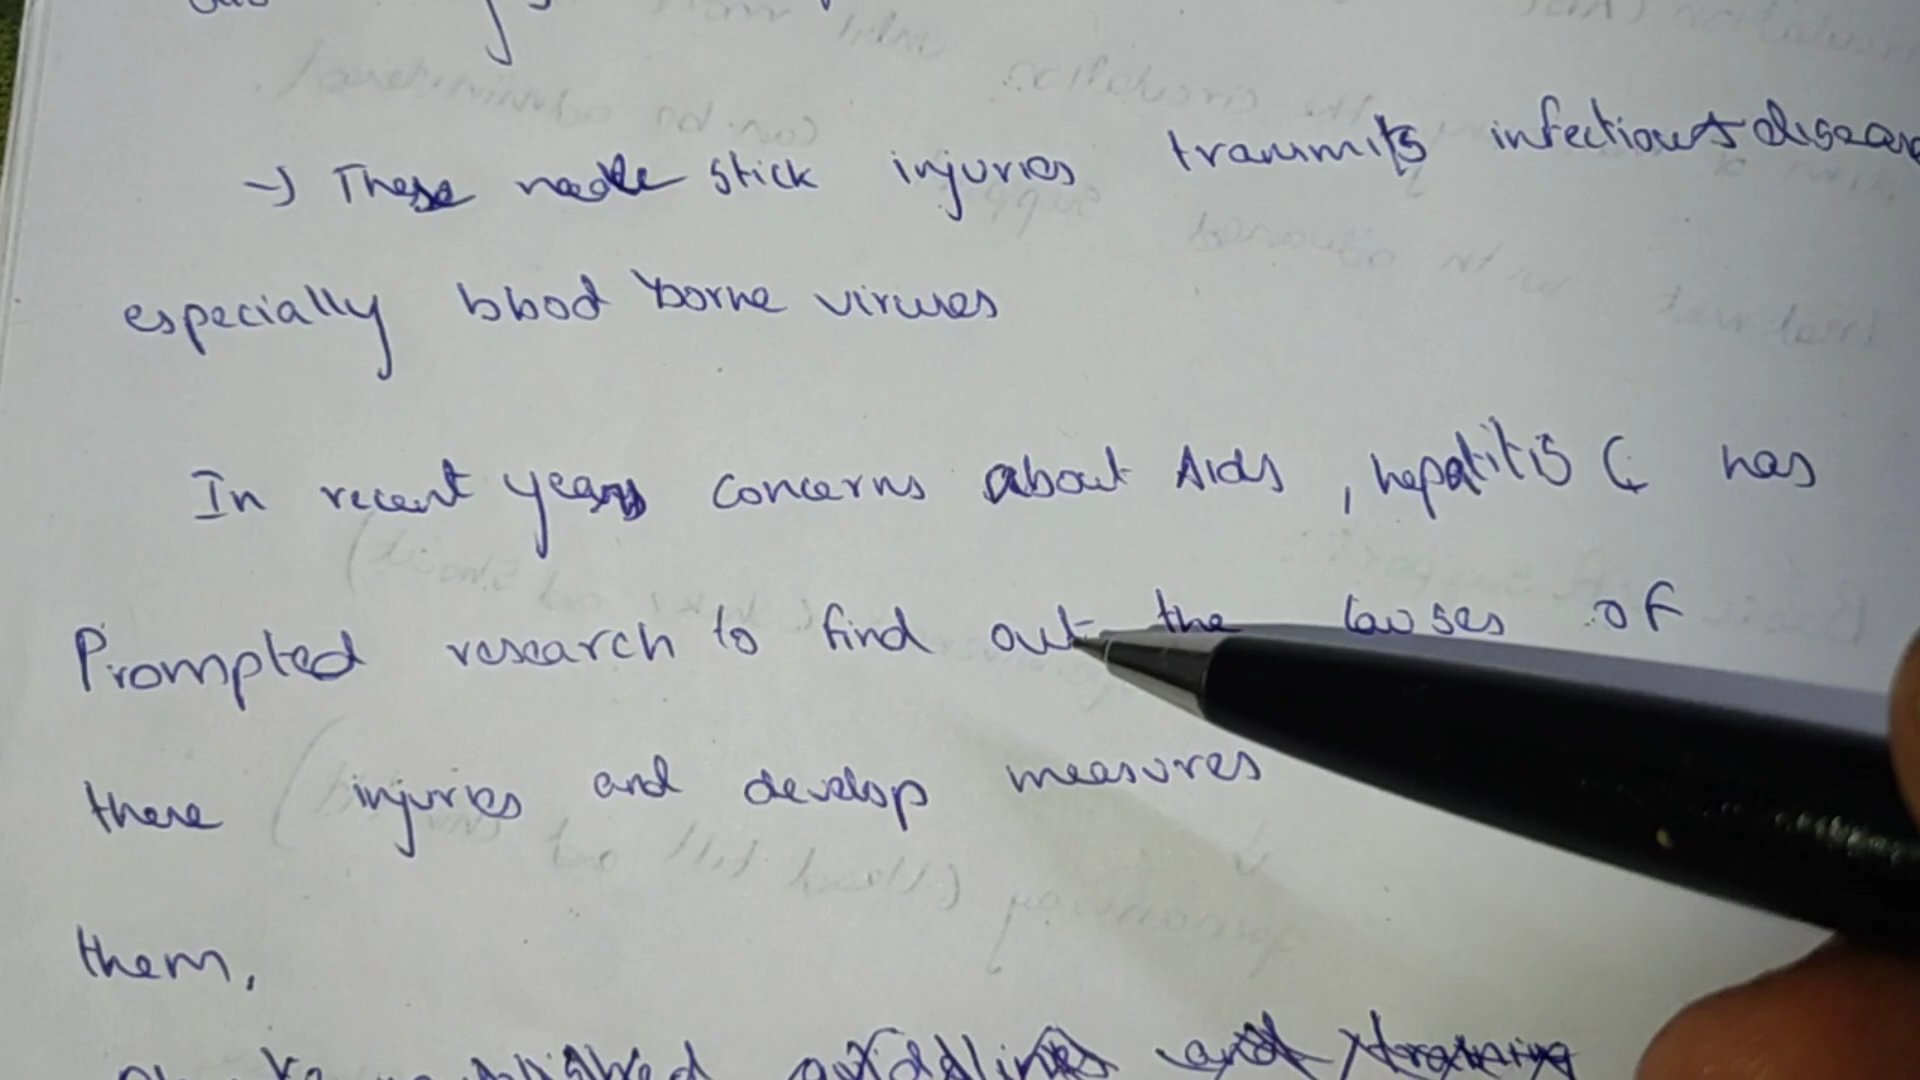 → These needle stick injuries transmits infectious disease
especially blood borne viruses
In recent years concerns about Aids, hepatitis C has
Prompted research to find out the causes of
these injuries and develop measures
them,
and